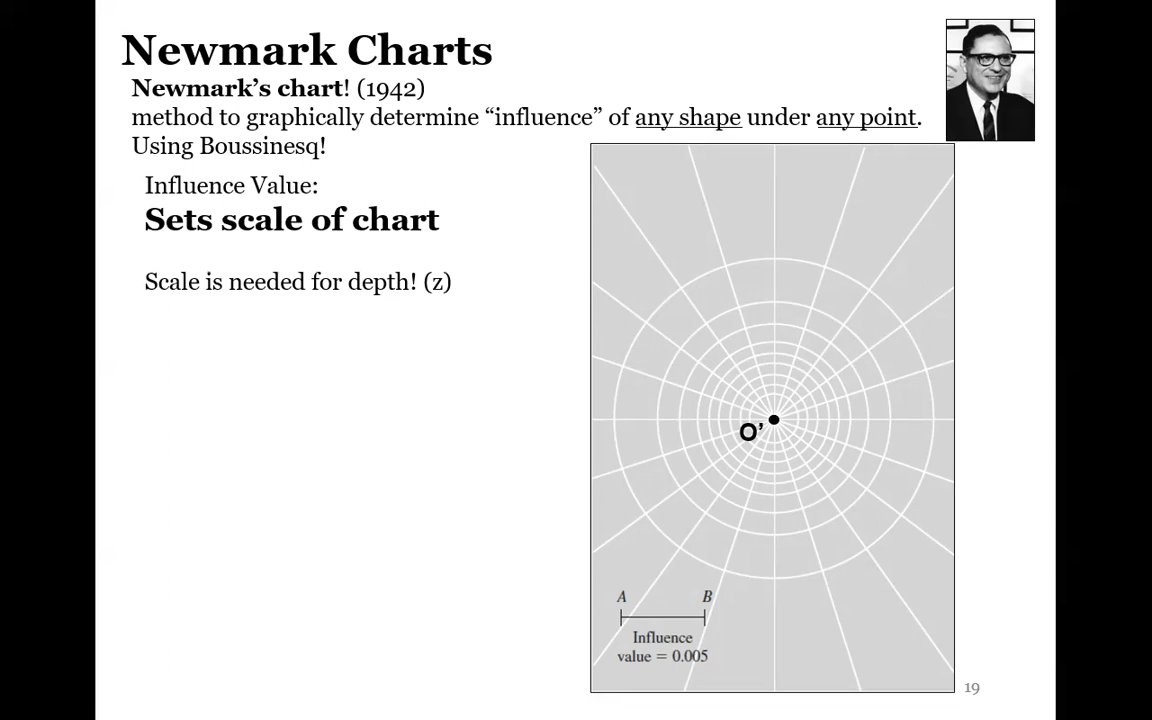 Newmark Charts
Newmark's chart! (1942)
method to graphically determine “influence” of any shape under any point.
Using Boussinesq!
Influence Value:
Sets scale of chart
Scale is needed for depth! (z)
O’
A B
Influence
value = 0.005
19